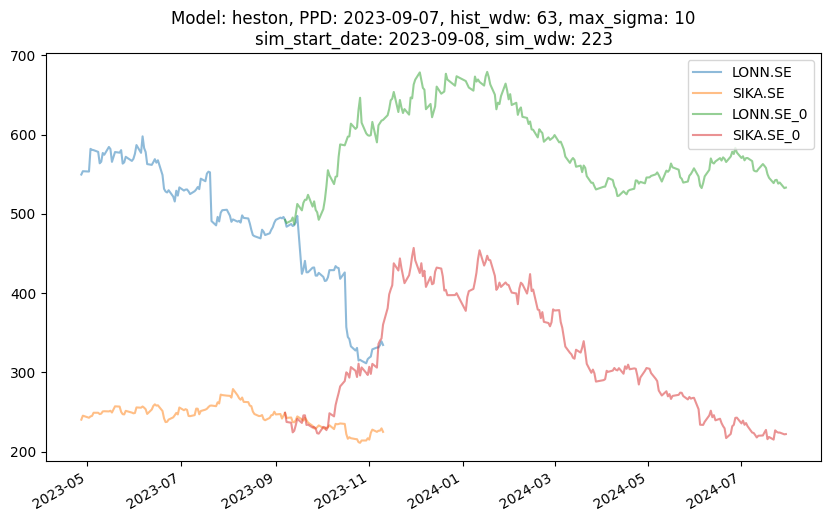 Model: heston, PPD: 2023-09-07, hist_wdw: 63, max_sigma: 10
sim_start_date: 2023-09-08, sim_wdw: 223
700
600
500
400
300
200
LONN.SE
SIKA.SE
LONN.SE_0
SIKA.SE_0
2023-05
2023-07
2023-09
2023-11
2024-01
2024-03
2024-05
2024-07